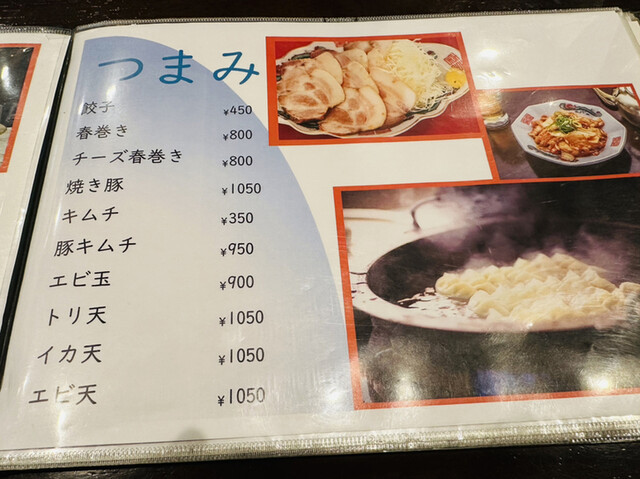 つまみ
餃子 ¥450
春巻き ¥800
チーズ春巻き ¥800
焼き豚 ¥1050
キムチ ¥350
豚キムチ ¥950
エビ玉 ¥900
トリ天 ¥1050
イカ天 ¥1050
エビ天 ¥1050